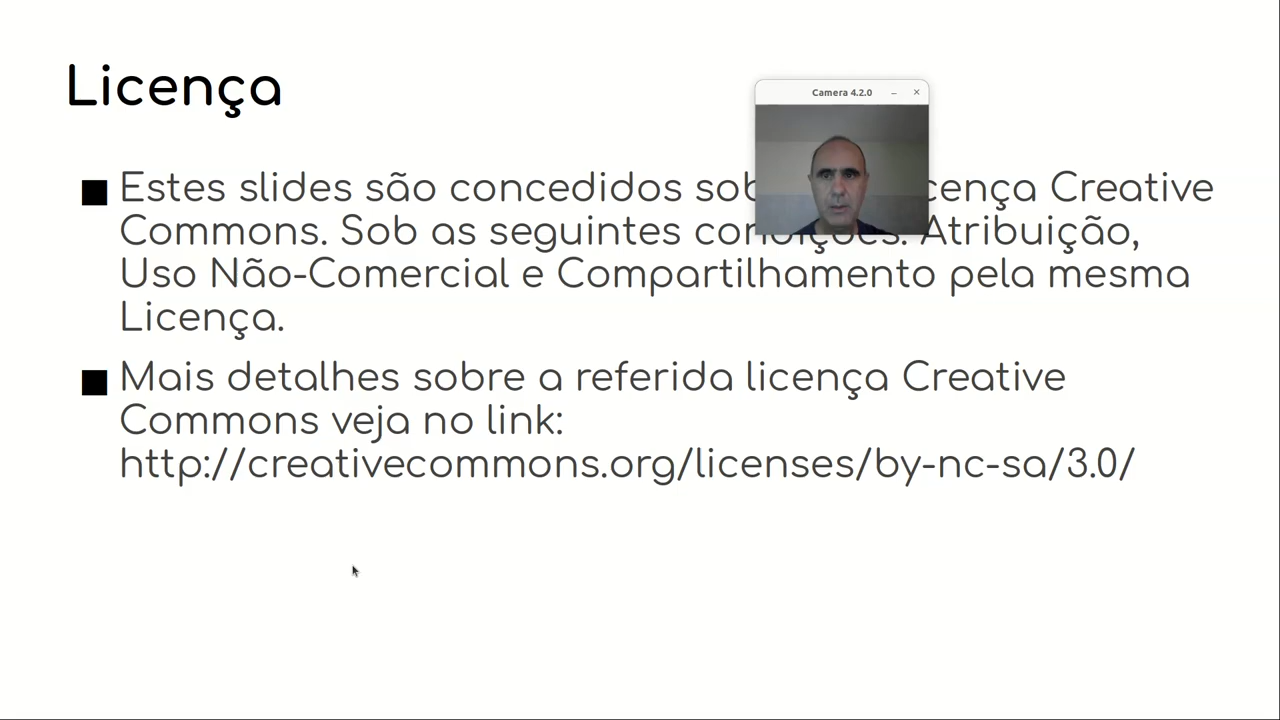 Licença
Camera 4.2.0
Estes slides são concedidos sob cença Creative
Commons. Sob as seguintes condições: Atribuição,
Uso Não-Comercial e Compartilhamento pela mesma
Licença.
Mais detalhes sobre a referida licença Creative
Commons veja no link:
http://creativecommons.org/licenses/by-nc-sa/3.0/